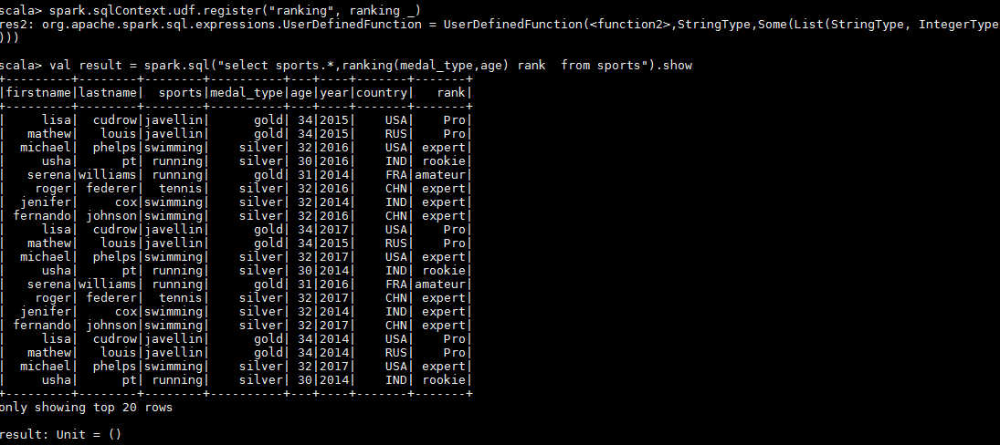 scala> spark.sqlContext.udf.register("ranking", ranking _)
res2: org.apache.spark.sql.expressions.UserDefinedFunction = UserDefinedFunction(<function2>,StringType,Some(List(StringType, IntegerType
)))
scala> val result = spark.sql("select sports.*,ranking(medal_type,age) rank  from sports").show
+---------+--------+--------+----------+---+----+-------+-------+
|firstname|lastname|  sports|medal_type|age|year|country|   rank|
+---------+--------+--------+----------+---+----+-------+-------+
|     lisa|  cudrow|javellin|      gold| 34|2015|    USA|    Pro|
|   mathew|   louis|javellin|      gold| 34|2015|    RUS|    Pro|
|  michael|  phelps|swimming|    silver| 32|2016|    USA| expert|
|     usha|      pt| running|    silver| 30|2016|    IND| rookie|
|   serena|williams| running|      gold| 31|2014|    FRA|amateur|
|    roger| federer|  tennis|    silver| 32|2016|    CHN| expert|
|  jenifer|     cox|swimming|    silver| 32|2014|    IND| expert|
| fernando| johnson|swimming|    silver| 32|2016|    CHN| expert|
|     lisa|  cudrow|javellin|      gold| 34|2017|    USA|    Pro|
|   mathew|   louis|javellin|      gold| 34|2015|    RUS|    Pro|
|  michael|  phelps|swimming|    silver| 32|2017|    USA| expert|
|     usha|      pt| running|    silver| 30|2014|    IND| rookie|
|   serena|williams| running|      gold| 31|2016|    FRA|amateur|
|    roger| federer|  tennis|    silver| 32|2017|    CHN| expert|
|  jenifer|     cox|swimming|    silver| 32|2014|    IND| expert|
| fernando| johnson|swimming|    silver| 32|2017|    CHN| expert|
|     lisa|  cudrow|javellin|      gold| 34|2014|    USA|    Pro|
|   mathew|   louis|javellin|      gold| 34|2014|    RUS|    Pro|
|  michael|  phelps|swimming|    silver| 32|2017|    USA| expert|
|     usha|      pt| running|    silver| 30|2014|    IND| rookie|
+---------+--------+--------+----------+---+----+-------+-------+
only showing top 20 rows
result: Unit = ()